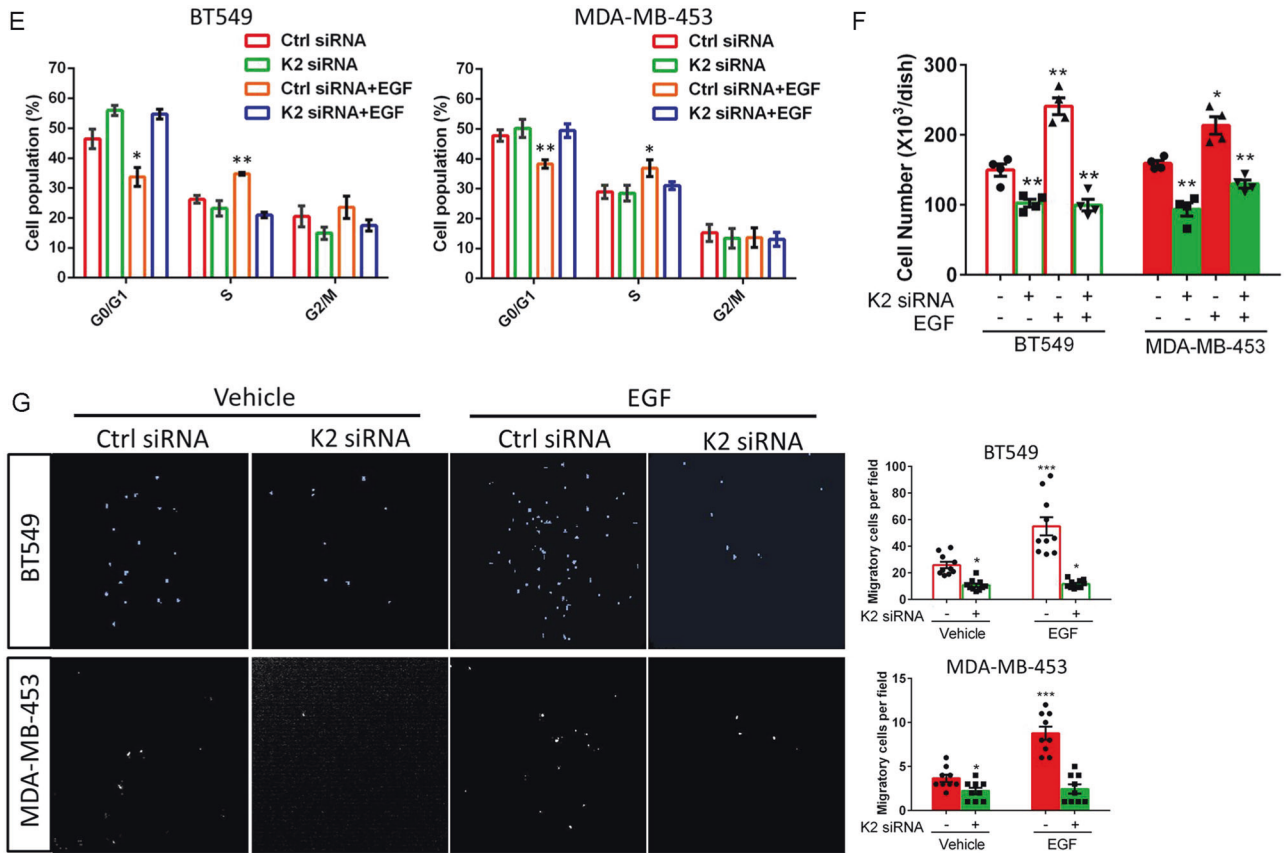 E
BT549
Ctrl siRNA
K2 siRNA
Ctrl siRNA+EGF
K2 siRNA+EGF
Cell population (%)
70
60
50
40
30
20
10
0
*
**
G0/G1
S
G2/M
MDA-MB-453
Ctrl siRNA
K2 siRNA
Ctrl siRNA+EGF
K2 siRNA+EGF
Cell population (%)
70
60
50
40
30
20
10
0
**
*
G0/G1
S
G2/M
F
Cell Number (X10³/dish)
150
200
100
0
** ** ** ** * **
K2 siRNA - + - + - + - +
EGF - - + + - - + +
BT549 MDA-MB-453
G
Vehicle EGF
Ctrl siRNA K2 siRNA Ctrl siRNA K2 siRNA
BT549
MDA-MB-453
BT549
Migratory cells per field
100
80
60
40
20
0
* *** *
K2 siRNA - + - +
Vehicle EGF
MDA-MB-453
Migratory cells per field
15
10
5
0
* ***
K2 siRNA - + - +
Vehicle EGF